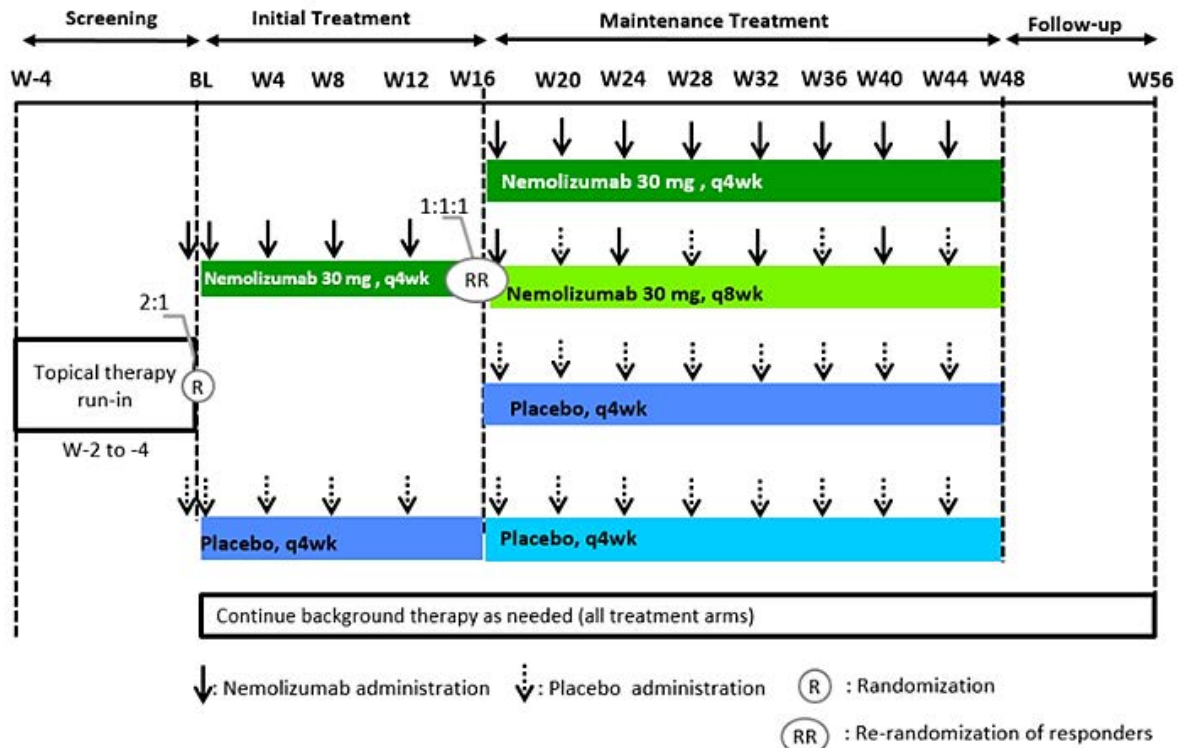 Screening Initial Treatment Maintenance Treatment Follow-up
W-4 BL W4 W8 W12 W16 W20 W24 W28 W32 W36 W40 W44 W48 W56
Nemolizumab 30 mg , q4wk
1:1:1
Nemolizumab 30 mg , q4wk
RR
Nemolizumab 30 mg, q8wk
2:1
Topical therapy
run-in
R
Placebo, q4wk
W-2 to -4
Placebo, q4wk
Placebo, q4wk
Continue background therapy as needed (all treatment arms)
: Nemolizumab administration : Placebo administration R : Randomization
RR : Re-randomization of responders